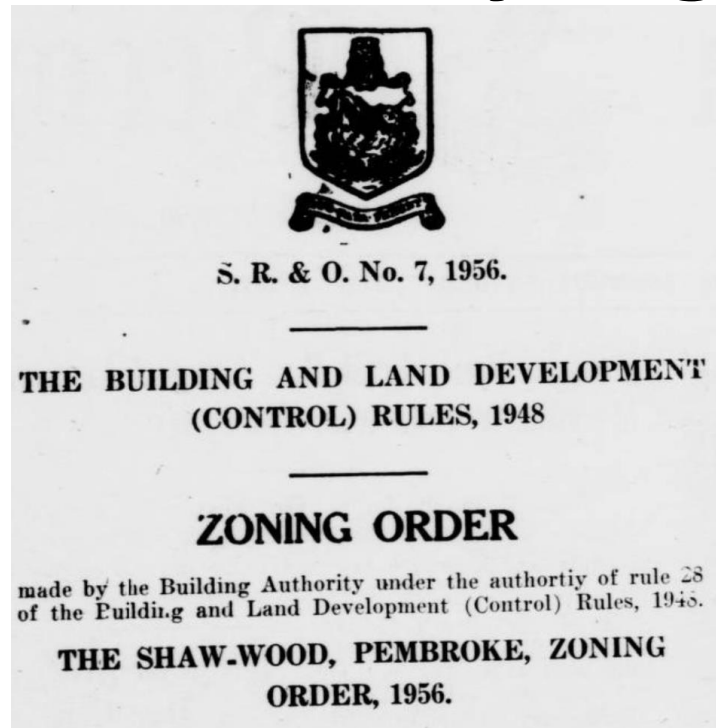 S. R. & O. No. 7, 1956.
THE BUILDING AND LAND DEVELOPMENT
(CONTROL) RULES, 1948
ZONING ORDER
made by the Building Authority under the authortiy of rule 28
of the Building and Land Development (Control) Rules, 1948.
THE SHAW-WOOD, PEMBROKE, ZONING
ORDER, 1956.